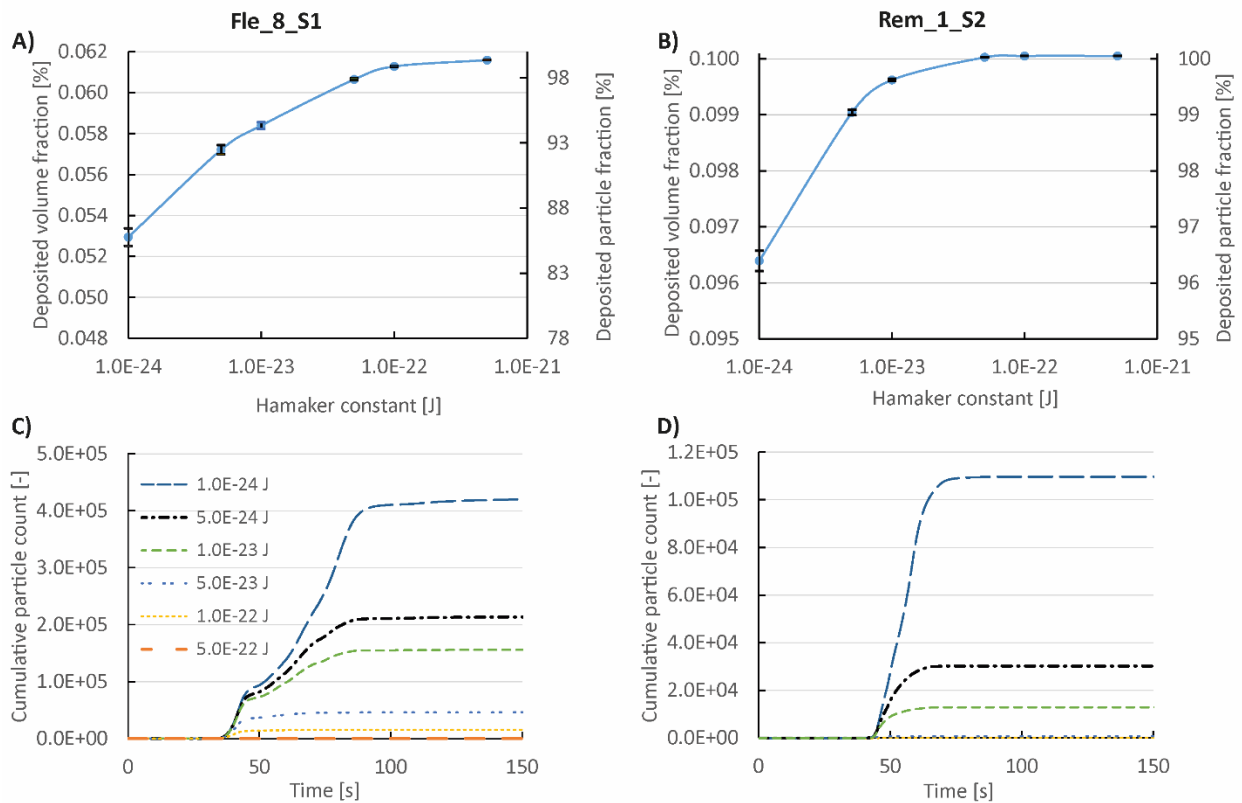 Fle_8_S1
Rem_1_S2
A)
0.062
0.060
0.058
0.056
0.054
0.052
0.050
0.048
Deposited volume fraction [%]
98
93
88
83
78
Deposited particle fraction [%]
1.0E-24
1.0E-23
1.0E-22
1.0E-21
Hamaker constant [J]
B)
0.100
0.099
0.098
0.097
0.096
0.095
Deposited volume fraction [%]
100
99
98
97
96
95
Deposited particle fraction [%]
1.0E-24
1.0E-23
1.0E-22
1.0E-21
Hamaker constant [J]
C)
5.0E+05
4.0E+05
3.0E+05
2.0E+05
1.0E+05
0.0E+00
Cumulative particle count [-]
1.0E-24 J
5.0E-24 J
1.0E-23 J
5.0E-23 J
1.0E-22 J
5.0E-22 J
0
50
100
150
Time [s]
D)
1.2E+05
1.0E+05
8.0E+04
6.0E+04
4.0E+04
2.0E+04
0.0E+00
Cumulative particle count [-]
0
50
100
150
Time [s]